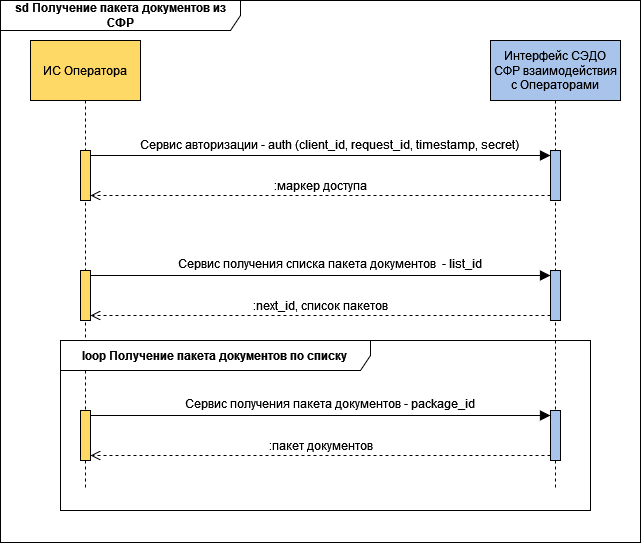 sd Получение пакета документов из
СФР
ИС Оператора
Интерфейс СЭДО
СФР взаимодействия
с Операторами
Сервис авторизации - auth (client_id, request_id, timestamp, secret)
:маркер доступа
Сервис получения списка пакета документов - list_id
:next_id, список пакетов
loop Получение пакета документов по списку
Сервис получения пакета документов - package_id
:пакет документов